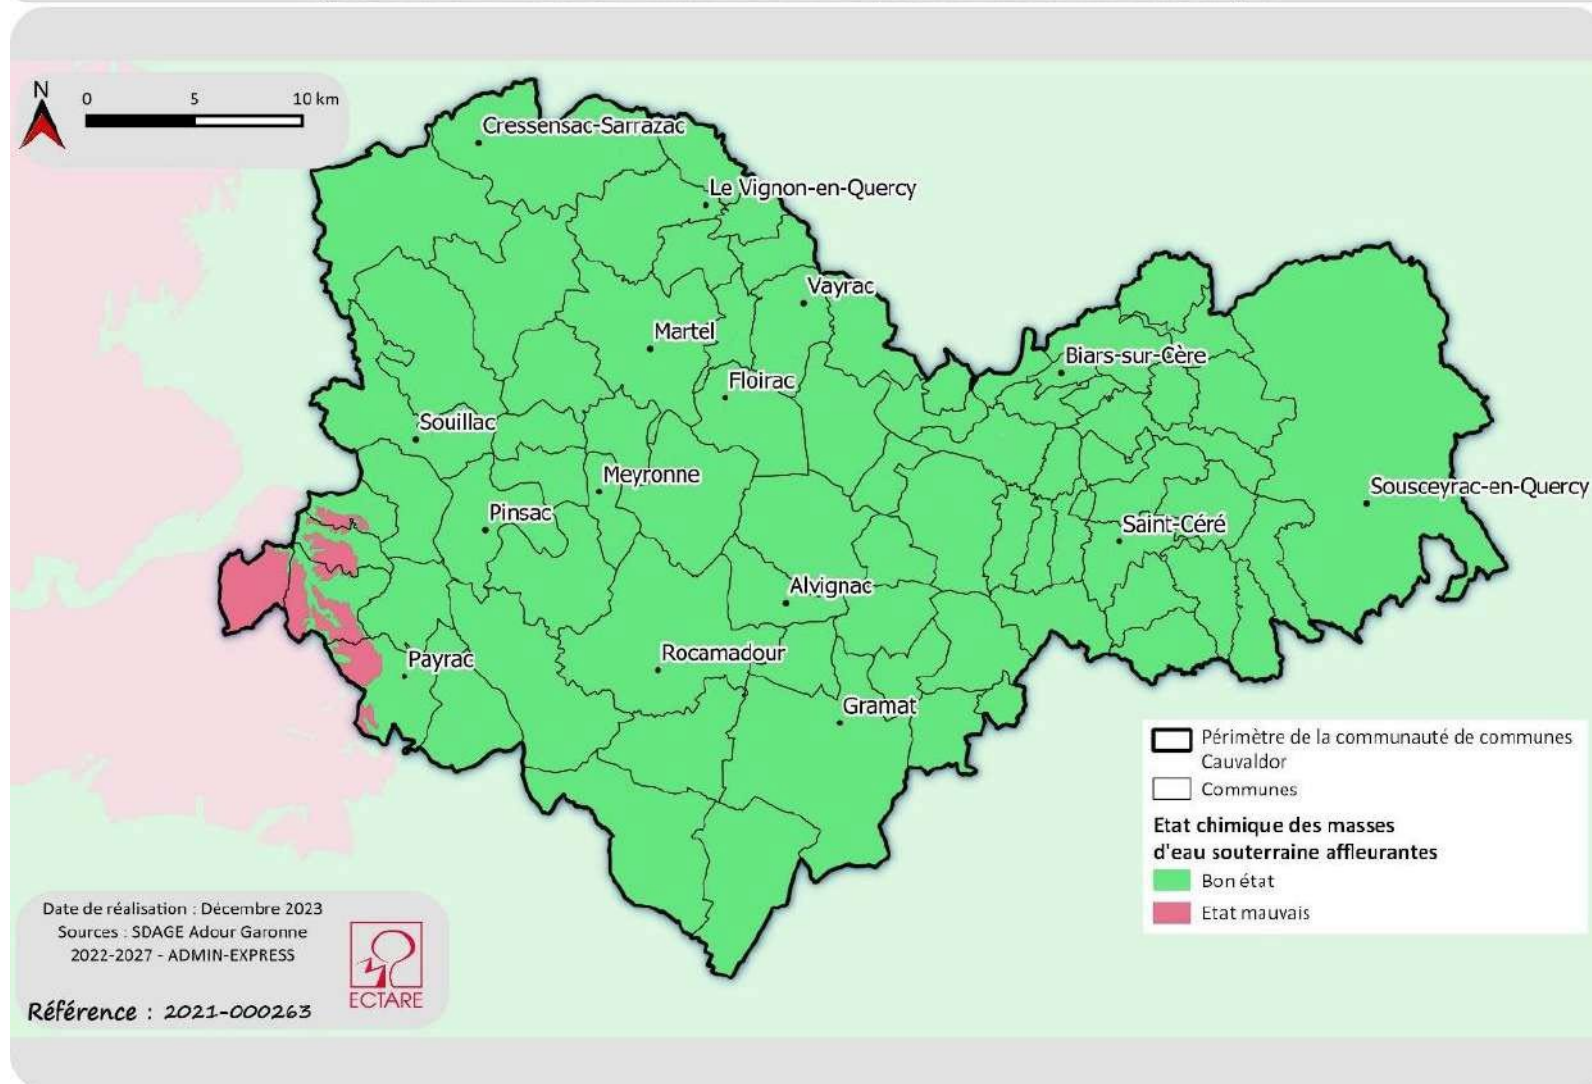 N
0 5 10 km
Cressensac-Sarrazac
Le Vignon-en-Quercy
Vayrac
Martel
Biars-sur-Cère
Floirac
Souillac
Meyronne
Sousceyrac-en-Quercy
Pinsac
Saint-Céré
Alvignac
Payrac
Rocamadour
Gramat
Périmètre de la communauté de communes
Cauvaldor
Communes
Etat chimique des masses
d'eau souterraine affleurantes
Bon état
Etat mauvais
Date de réalisation : Décembre 2023
Sources : SDAGE Adour Garonne
2022-2027 - ADMIN-EXPRESS
ECTARE
Référence : 2021-000263